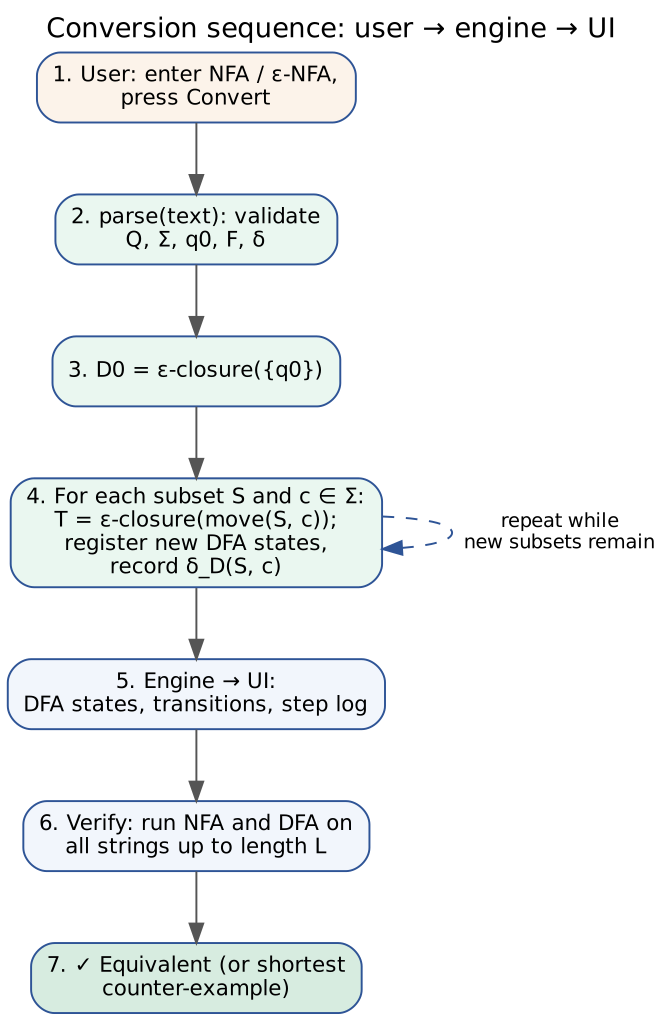 Conversion sequence: user → engine → UI
1. User: enter NFA / ε-NFA,
press Convert
2. parse(text): validate
Q, Σ, q0, F, δ
3. D0 = ε-closure({q0})
4. For each subset S and c ∈ Σ:
T = ε-closure(move(S, c));
register new DFA states,
record δ_D(S, c)
repeat while
new subsets remain
5. Engine → UI:
DFA states, transitions, step log
6. Verify: run NFA and DFA on
all strings up to length L
7. ✓ Equivalent (or shortest
counter-example)